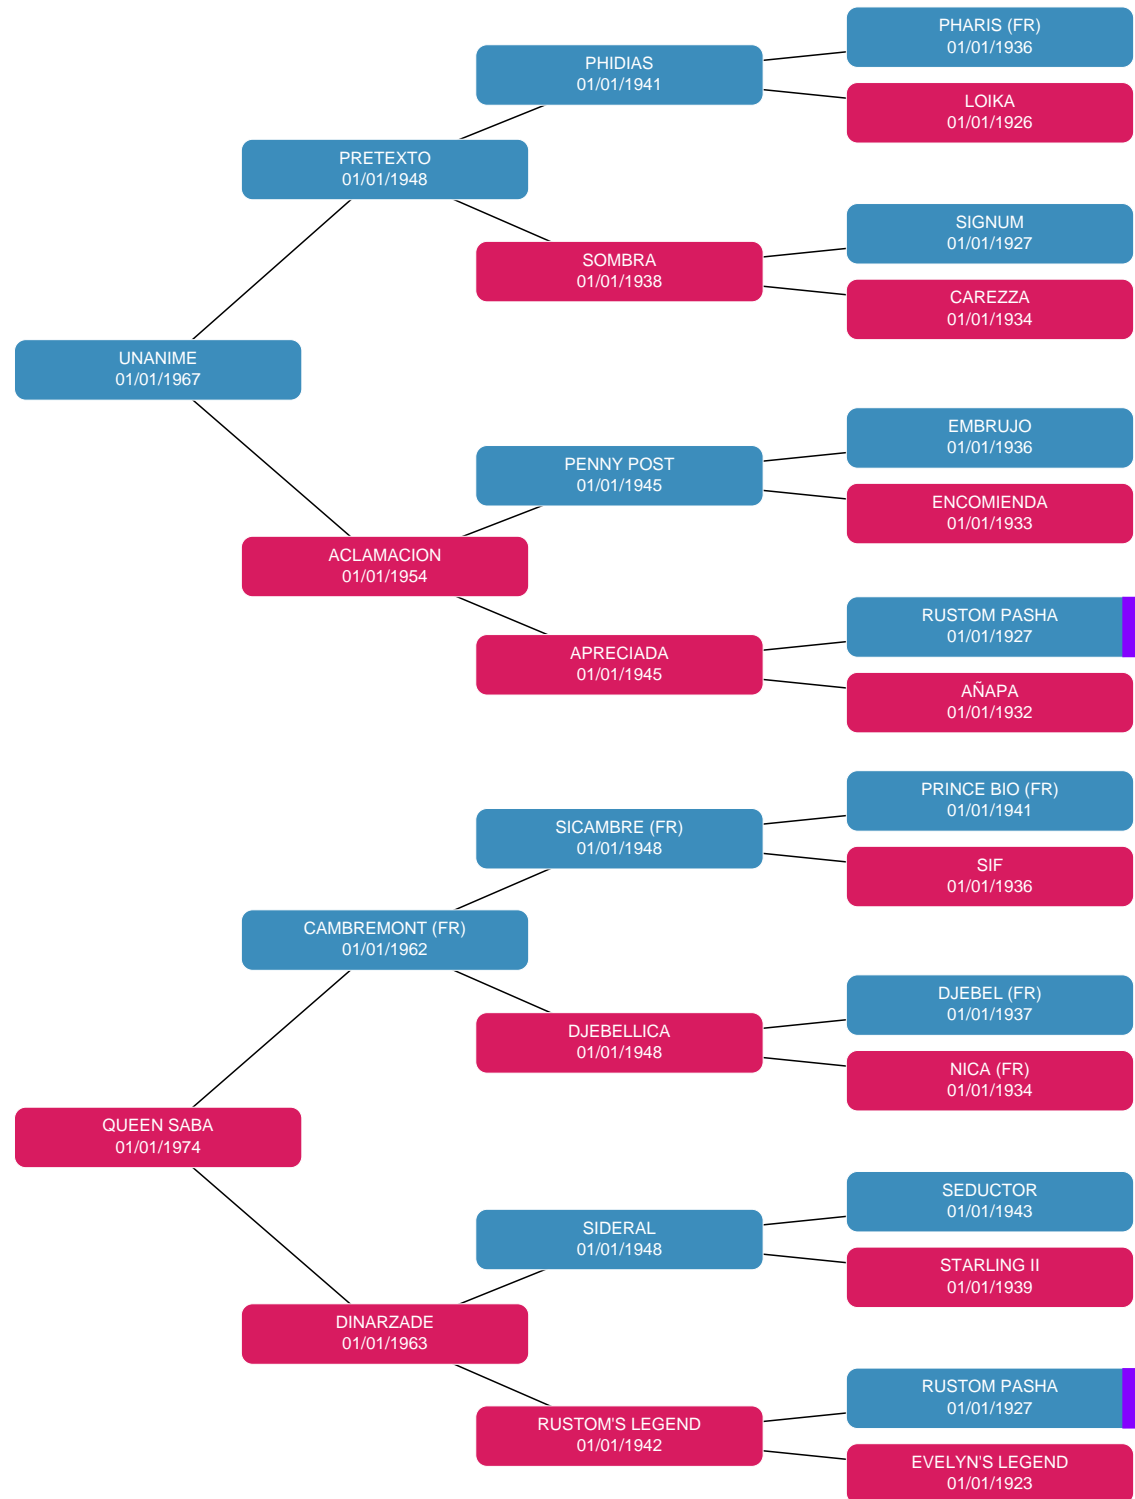 PHARIS (FR)
01/01/1936
PHIDIAS
01/01/1941
LOIKA
01/01/1926
PRETEXTO
01/01/1948
SIGNUM
01/01/1927
SOMBRA
01/01/1938
CAREZZA
01/01/1934
UNANIME
01/01/1967
EMBRUJO
01/01/1936
PENNY POST
01/01/1945
ENCOMIENDA
01/01/1933
ACLAMACION
01/01/1954
RUSTOM PASHA
01/01/1927
APRECIADA
01/01/1945
AÑAPA
01/01/1932
PRINCE BIO (FR)
01/01/1941
SICAMBRE (FR)
01/01/1948
SIF
01/01/1936
CAMBREMONT (FR)
01/01/1962
DJEBEL (FR)
01/01/1937
DJEBELLICA
01/01/1948
NICA (FR)
01/01/1934
QUEEN SABA
01/01/1974
SEDUCTOR
01/01/1943
SIDERAL
01/01/1948
STARLING II
01/01/1939
DINARZADE
01/01/1963
RUSTOM PASHA
01/01/1927
RUSTOM'S LEGEND
01/01/1942
EVELYN'S LEGEND
01/01/1923